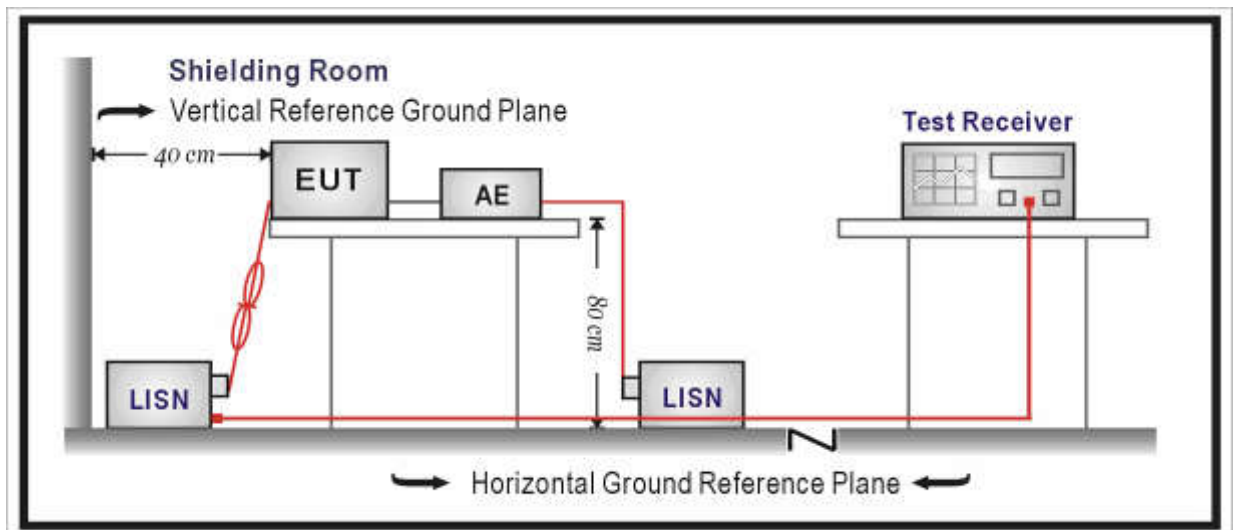 Shielding Room
Vertical Reference Ground Plane
Test Receiver
40 cm
EUT
AE
80 cm
LISN
LISN
Horizontal Ground Reference Plane